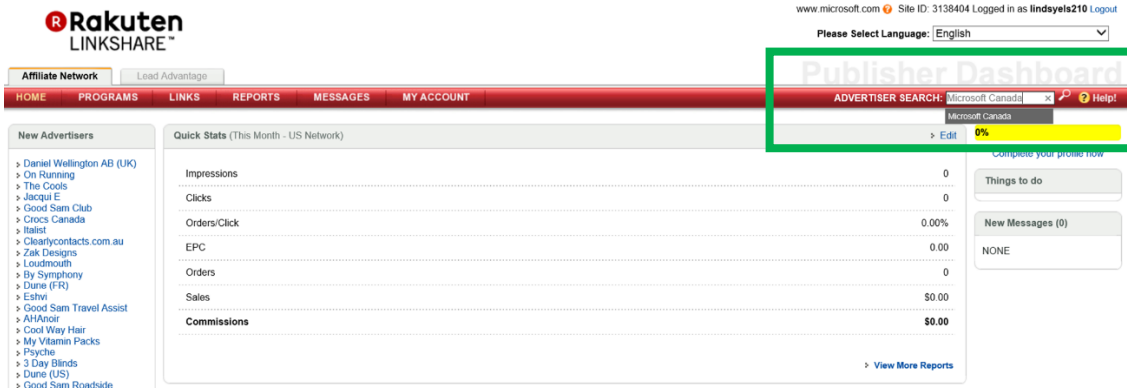 www.microsoft.com Site ID: 3138404 Logged in as lindsyels210 Logout
Rakuten
LINKSHARE™
Please Select Language: English
Affiliate Network
Lead Advantage
Publisher Dashboard
HOME PROGRAMS LINKS REPORTS MESSAGES MY ACCOUNT
ADVERTISER SEARCH: Microsoft Canada × ? Help!
Microsoft Canada
New Advertisers
Daniel Wellington AB (UK)
On Running
The Cools
Jacqui E
Good Sam Club
Crocs Canada
Italist
Clearlycontacts.com.au
Zak Designs
Loudmouth
By Symphony
Dune (FR)
Eshvi
Good Sam Travel Assist
AHAnoir
Cool Way Hair
My Vitamin Packs
Psyche
3 Day Blinds
Dune (US)
Good Sam Roadside
Quick Stats (This Month - US Network)
Edit
Impressions 0
Clicks 0
Orders/Click 0.00%
EPC 0.00
Orders 0
Sales $0.00
Commissions $0.00
View More Reports
0%
Complete your profile now
Things to do
New Messages (0)
NONE